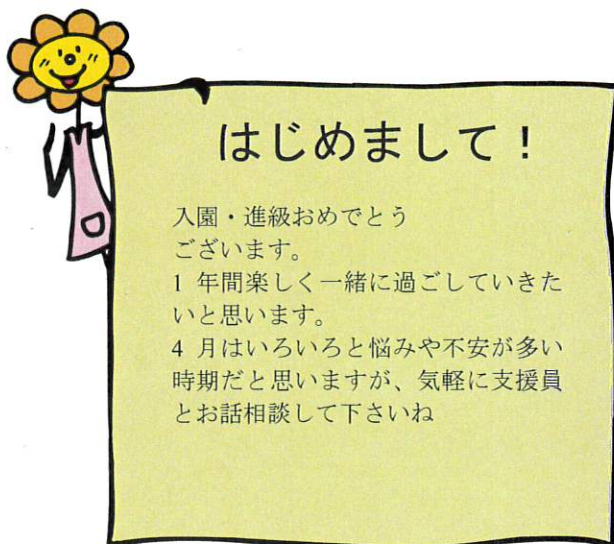 はじめまして！
入園・進級おめでとう
ございます。
1 年間楽しく一緒に過ごしていきた
いと思います。
4 月はいろいろと悩みや不安が多い
時期だと思いますが、気軽に支援員
とお話相談して下さいね